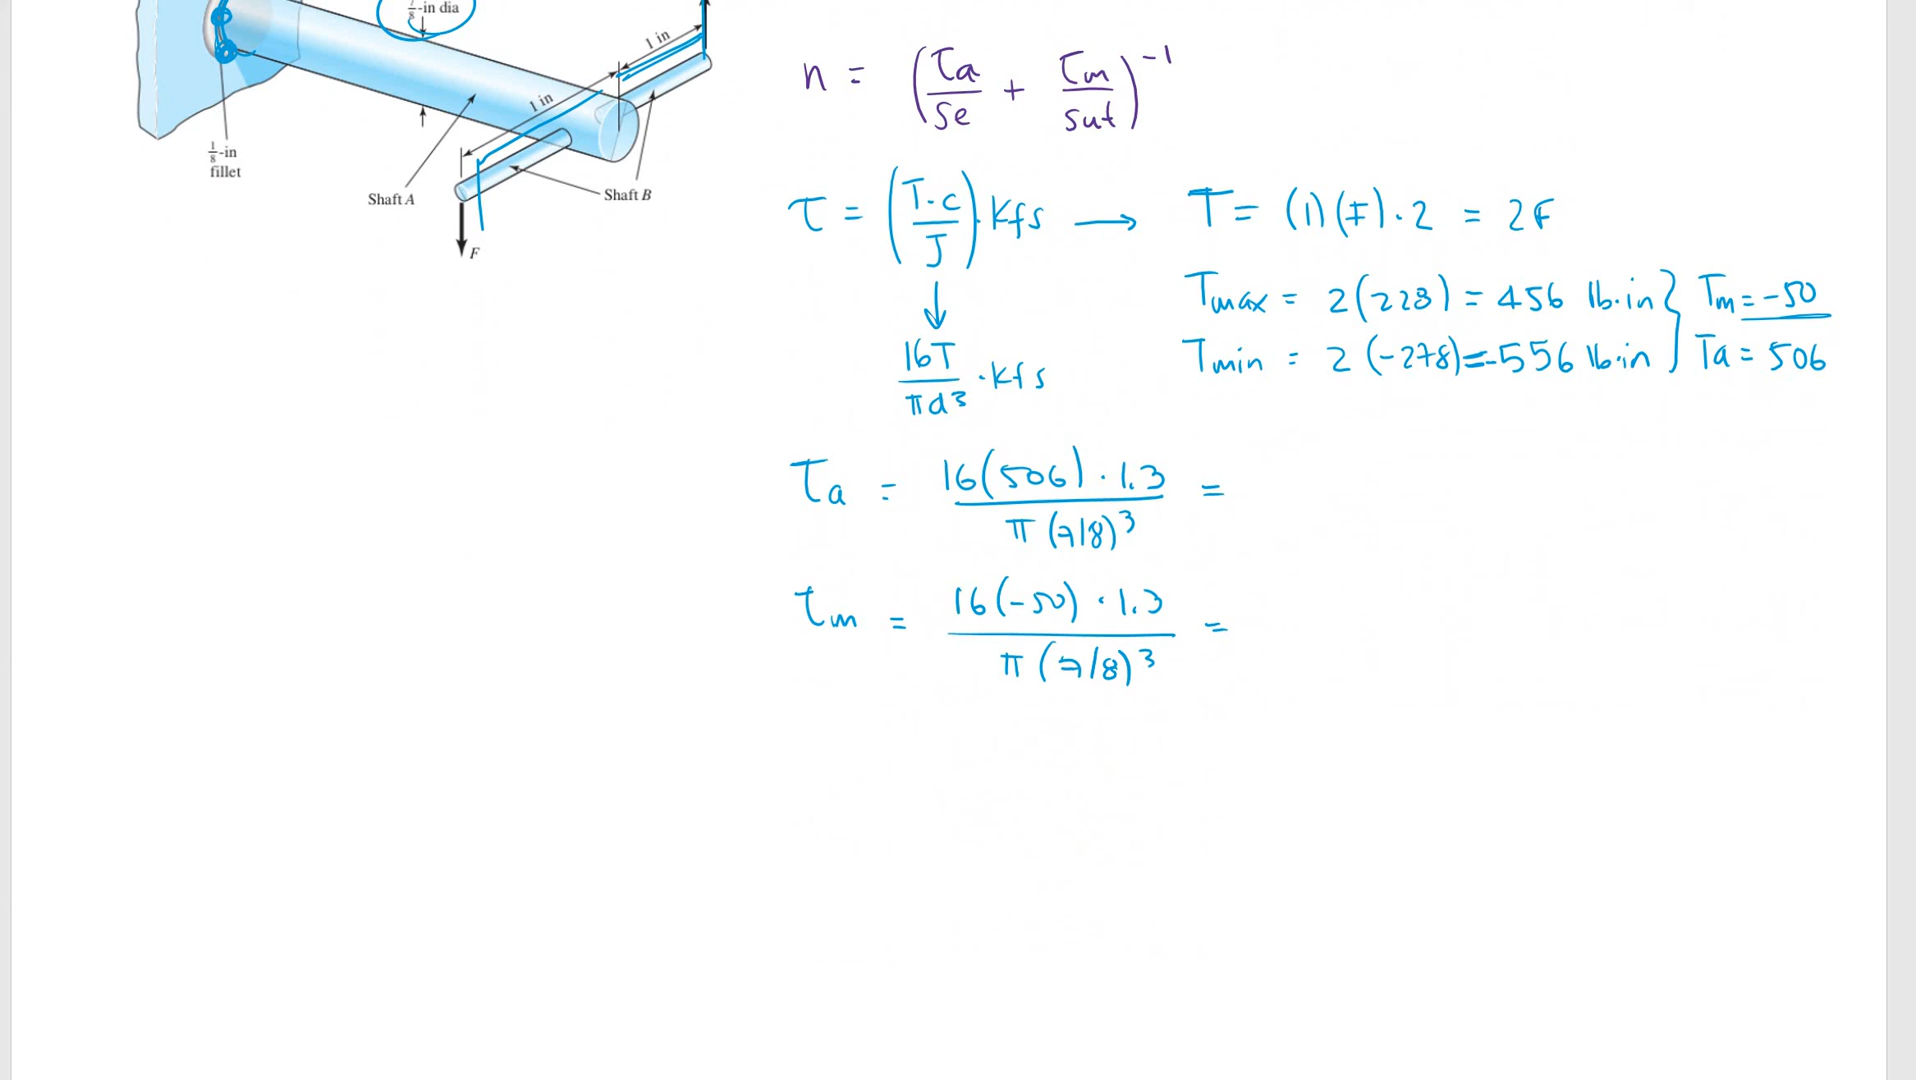 7/8-in dia
1 in
1 in
1/8-in
fillet
Shaft A
Shaft B
F
n = (τa/Se + τm/Sut)^-1
τ = (T·c/J)·kfs → T = (1)(F)·2 = 2F
Tmax = 2(228) = 456 lb·in } Tm = -50
Tmin = 2(-278) = -556 lb·in } Ta = 506
↓
16T/πd³ ·kfs
τa = 16(506)·1.3/π(7/8)³ =
τm = 16(-50)·1.3/π(7/8)³ =